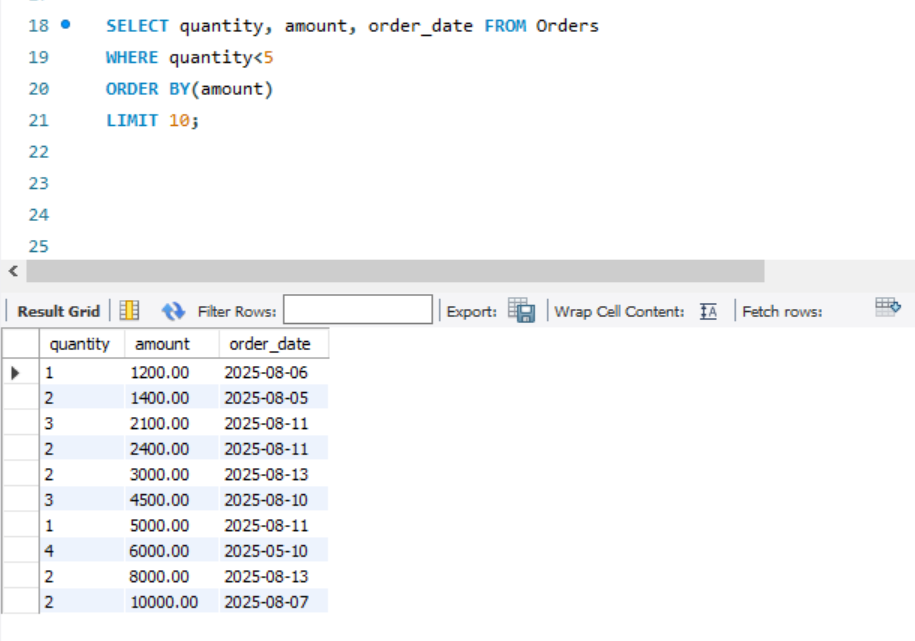 18 SELECT quantity, amount, order_date FROM Orders
19 WHERE quantity<5
20 ORDER BY(amount)
21 LIMIT 10;
22
23
24
25
Result Grid Filter Rows: Export: Wrap Cell Content: Fetch rows:
quantity amount order_date
1 1200.00 2025-08-06
2 1400.00 2025-08-05
3 2100.00 2025-08-11
2 2400.00 2025-08-11
2 3000.00 2025-08-13
3 4500.00 2025-08-10
1 5000.00 2025-08-11
4 6000.00 2025-05-10
2 8000.00 2025-08-13
2 10000.00 2025-08-07